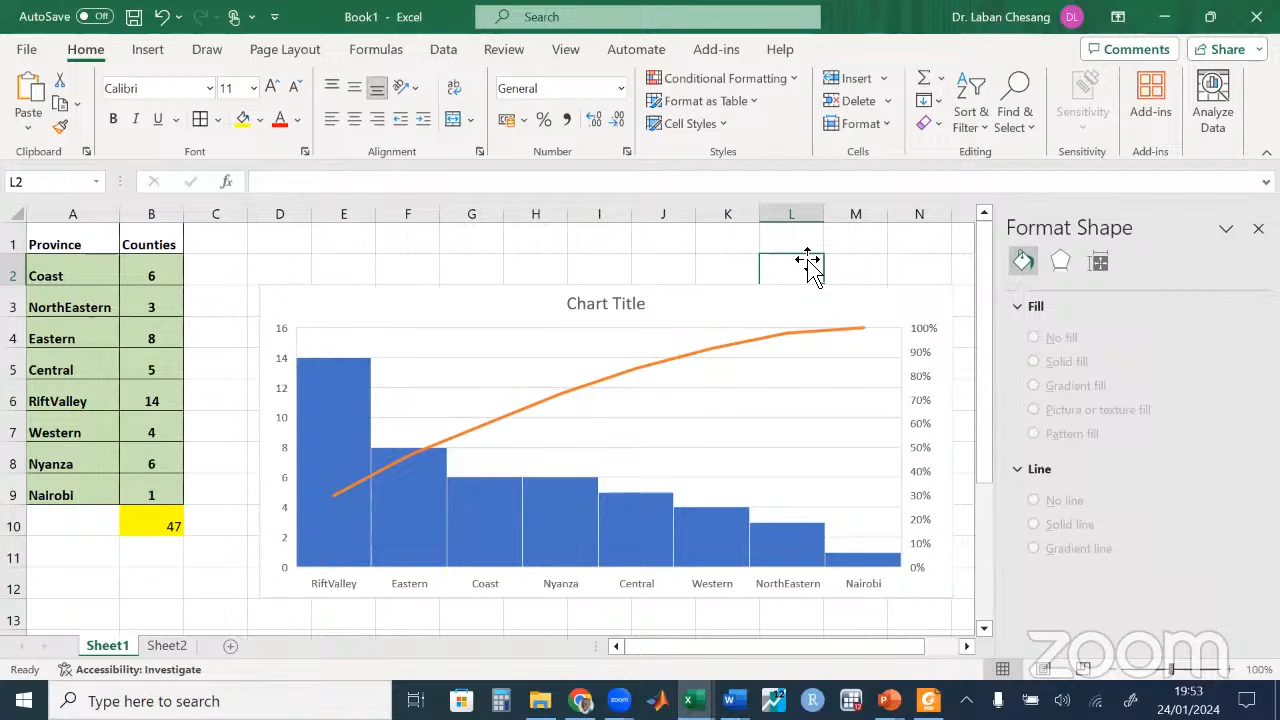 AutoSave Off Book1 - Excel Search Dr. Laban Chesang DL
File Home Insert Draw Page Layout Formulas Data Review View Automate Add-ins Help Comments Share
Calibri 11 General Conditional Formatting Insert
Paste Format as Table Delete Sort & Find & Sensitivity Add-ins Analyze
B I U Cell Styles Format Filter Select Data
Clipboard Font Alignment Number Styles Cells Editing Sensitivity Add-ins
L2 fx
A B C D E F G H I J K L M N
Format Shape
1 Province Counties
2 Coast 6
3 NorthEastern 3
4 Eastern 8
5 Central 5
6 RiftValley 14
7 Western 4
8 Nyanza 6
9 Nairobi 1
10 47
11
12
13
Chart Title
16
14
12
10
8
6
4
2
0
100%
90%
80%
70%
60%
50%
40%
30%
20%
10%
0%
RiftValley Eastern Coast Nyanza Central Western NorthEastern Nairobi
Fill
No fill
Solid fill
Gradient fill
Picture or texture fill
Pattern fill
Line
No line
Solid line
Gradient line
Sheet1 Sheet2
zoom
Ready Accessibility: Investigate 100%
Type here to search zoom 12 R 19:53
24/01/2024